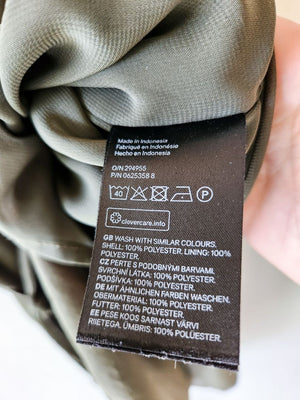 Made in Indonesia
Fabriqué en Indonésie
Hecho en Indonesia
O/N 294955
P/N 0625358 8
40
P
clevercare.info
GB WASH WITH SIMILAR COLOURS.
SHELL: 100% POLYESTER. LINING: 100%
POLYESTER.
CZ PERTE S PODOBNÝMI BARVAMI.
SVRCHNÍ LÁTKA: 100% POLYESTER.
PODŠÍVKA: 100% POLYESTER.
DE MIT ÄHNLICHEN FARBEN WASCHEN.
OBERMATERIAL: 100% POLYESTER.
FUTTER: 100% POLYESTER.
EE PESE KOOS SARNAST VÄRVI
RIIETEGA. ÜMBRIS: 100% POLÜESTER.